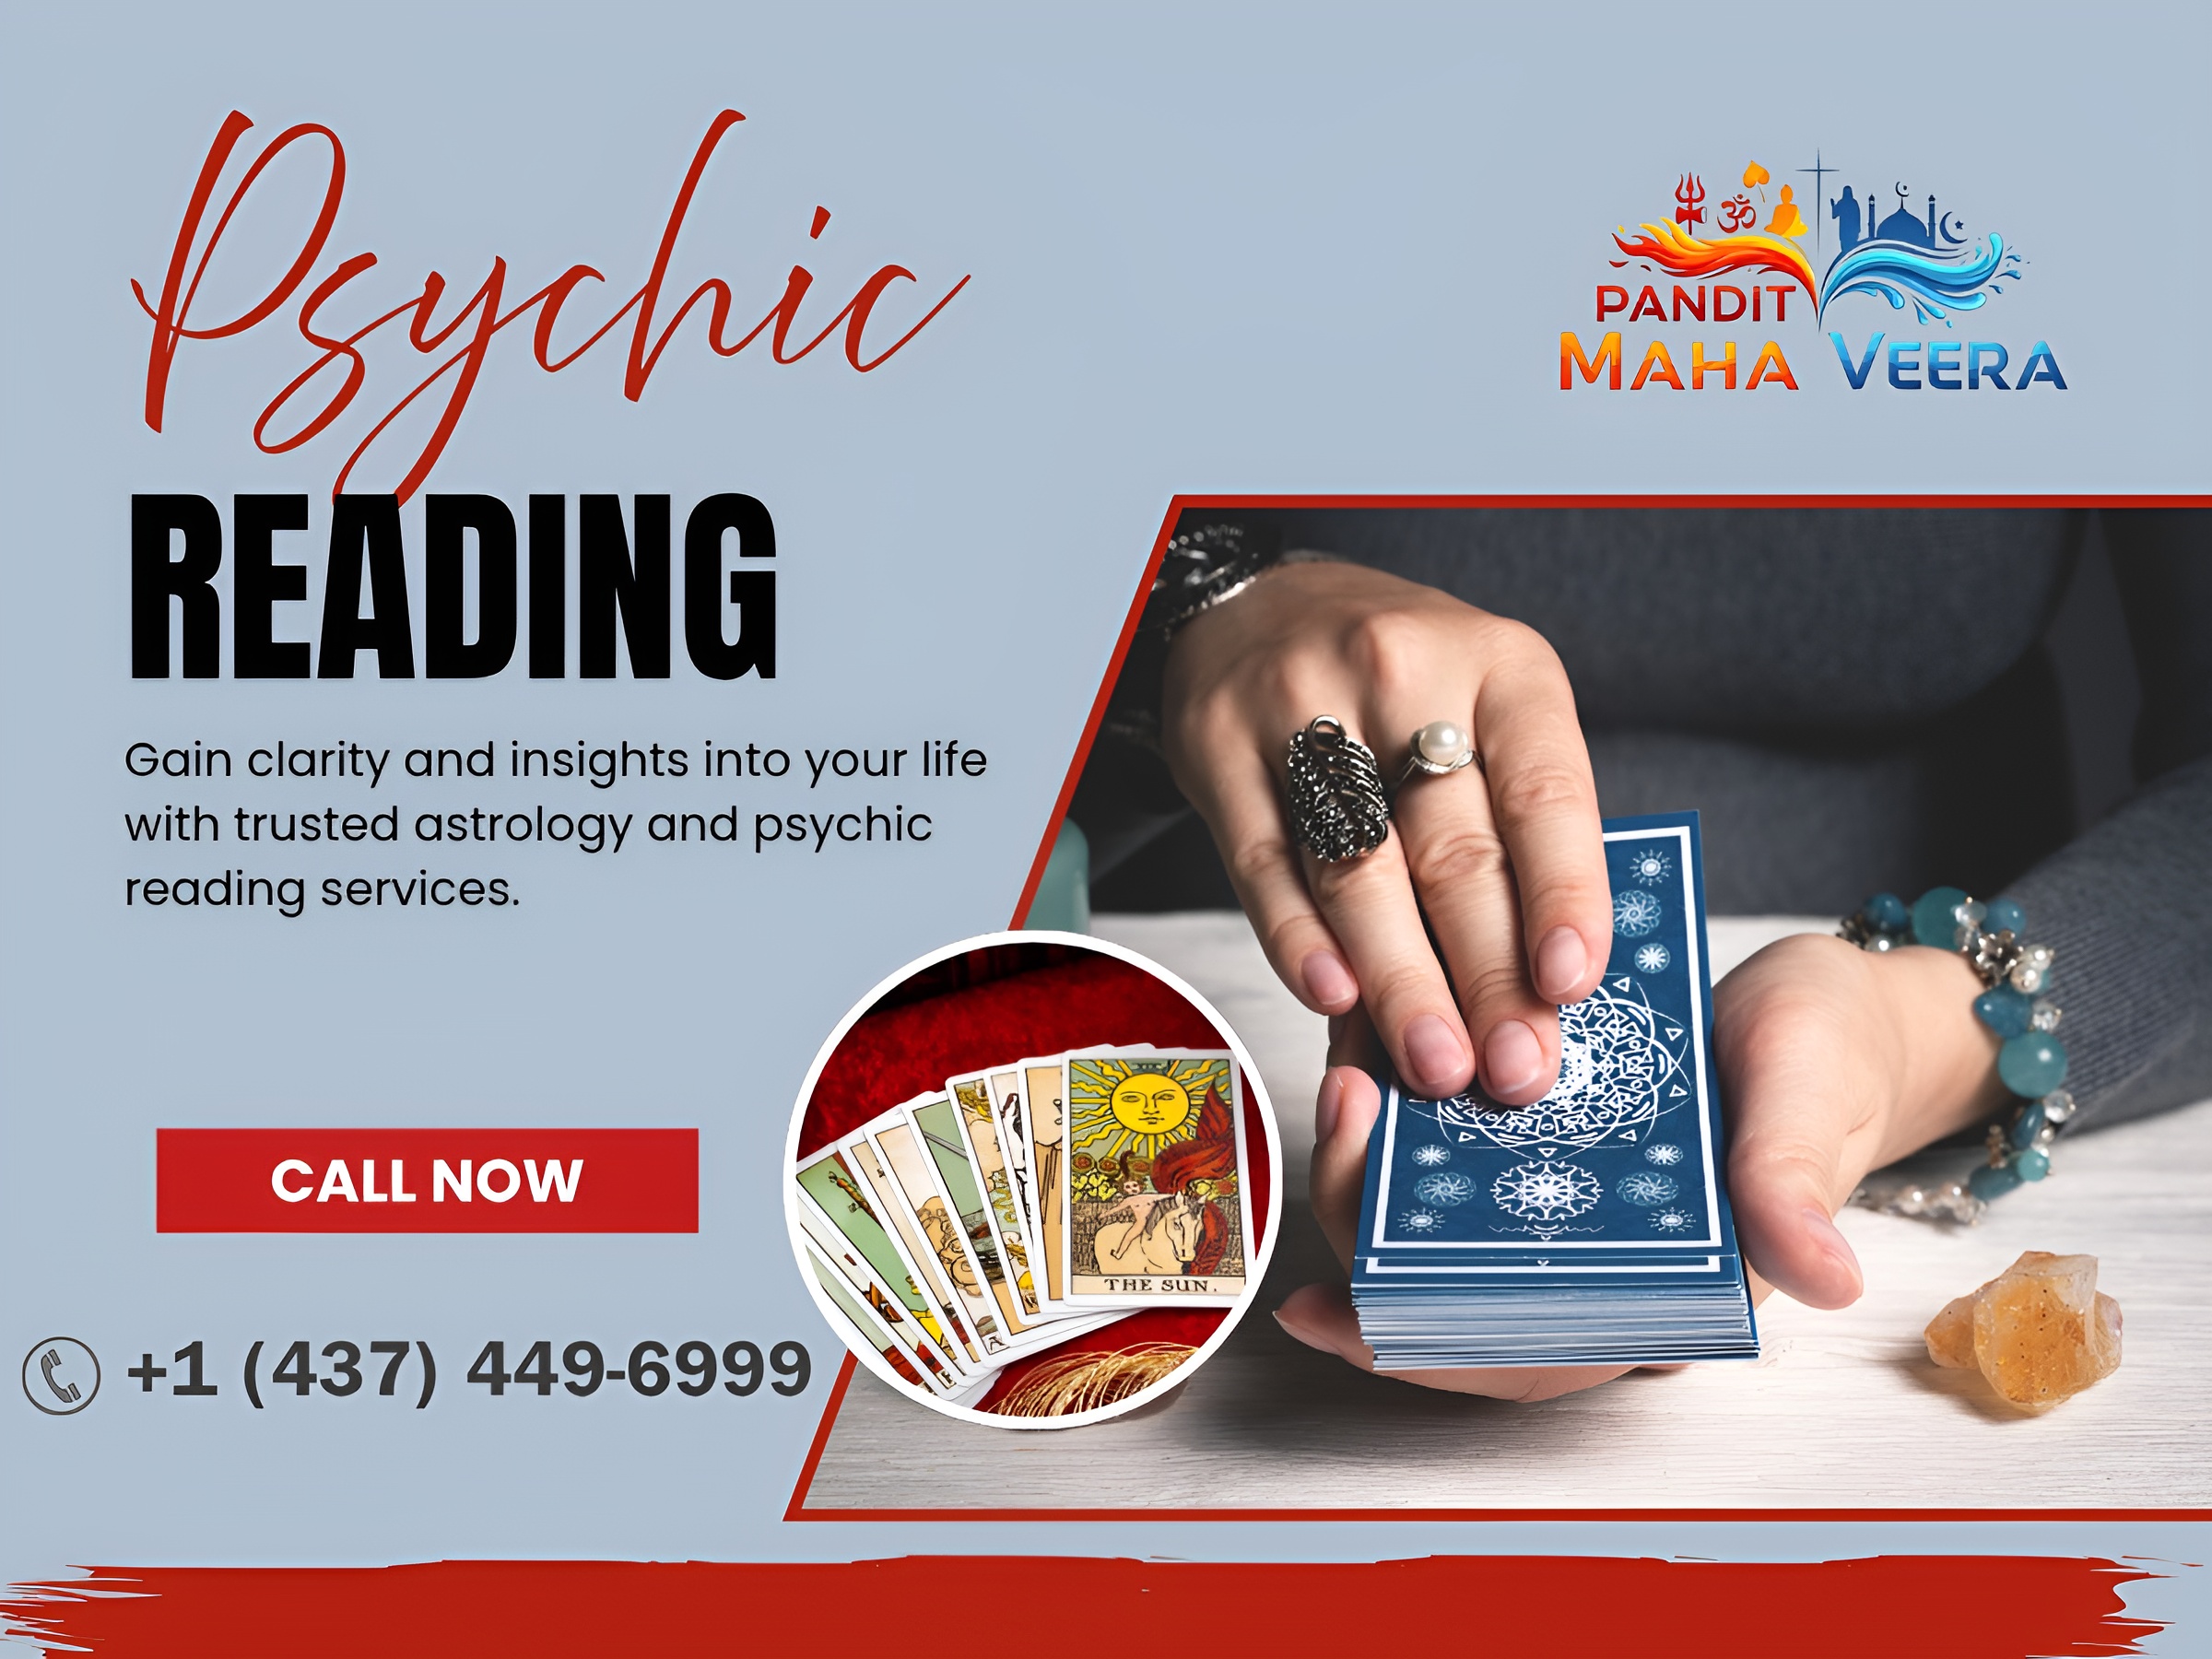 Psychic
READING
Gain clarity and insights into your life
with trusted astrology and psychic
reading services.
CALL NOW
+1 (437) 449-6999
PANDIT
MAHA VEERA
THE SUN.